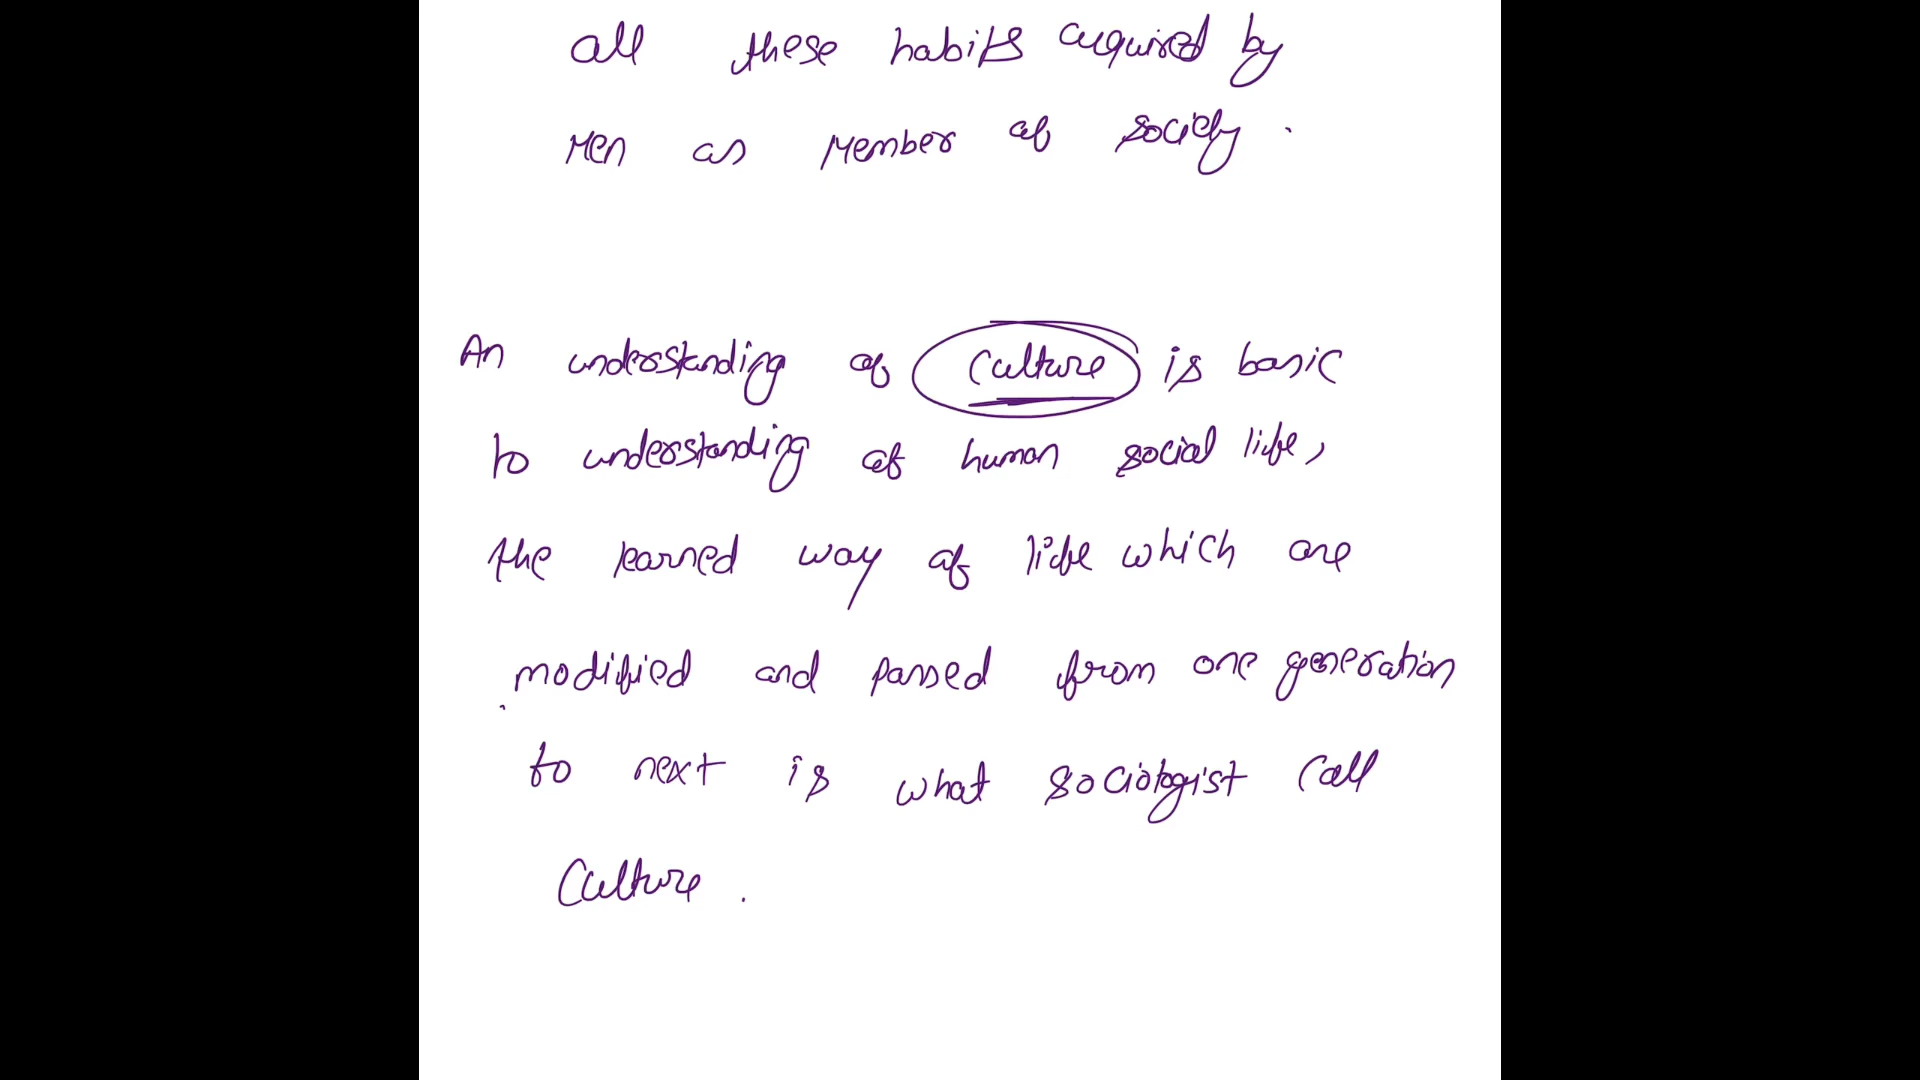 all these habits acquired by
Men as Member of society.
An understanding of Culture is basic
to understanding of human social life,
the learned way of life which are
modified and passed from one generation
to next is what sociologist Call
Culture.